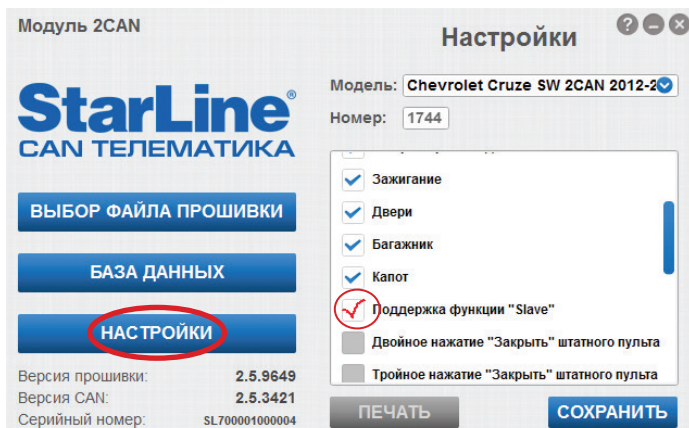 Модуль 2CAN
StarLine®
CAN ТЕЛЕМАТИКА
ВЫБОР ФАЙЛА ПРОШИВКИ
БАЗА ДАННЫХ
НАСТРОЙКИ
Версия прошивки: 2.5.9649
Версия CAN: 2.5.3421
Серийный номер: SL700001000004
Настройки
?
Модель: Chevrolet Cruze SW 2CAN 2012-2
Номер: 1744
Зажигание
Двери
Багажник
Капот
Поддержка функции "Slave"
Двойное нажатие "Закрыть" штатного пульта
Тройное нажатие "Закрыть" штатного пульта
ПЕЧАТЬ
СОХРАНИТЬ